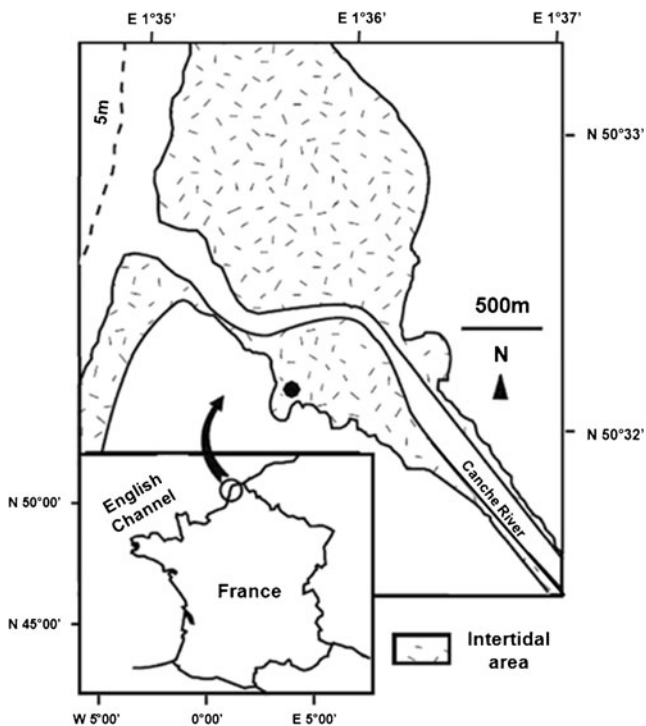 E 1°35' E 1°36' E 1°37'
5m
N 50°33'
500m
N
N 50°32'
Canche River
English
Channel
N 50°00'
France
N 45°00'
Intertidal
area
W 5°00' 0°00' E 5°00'